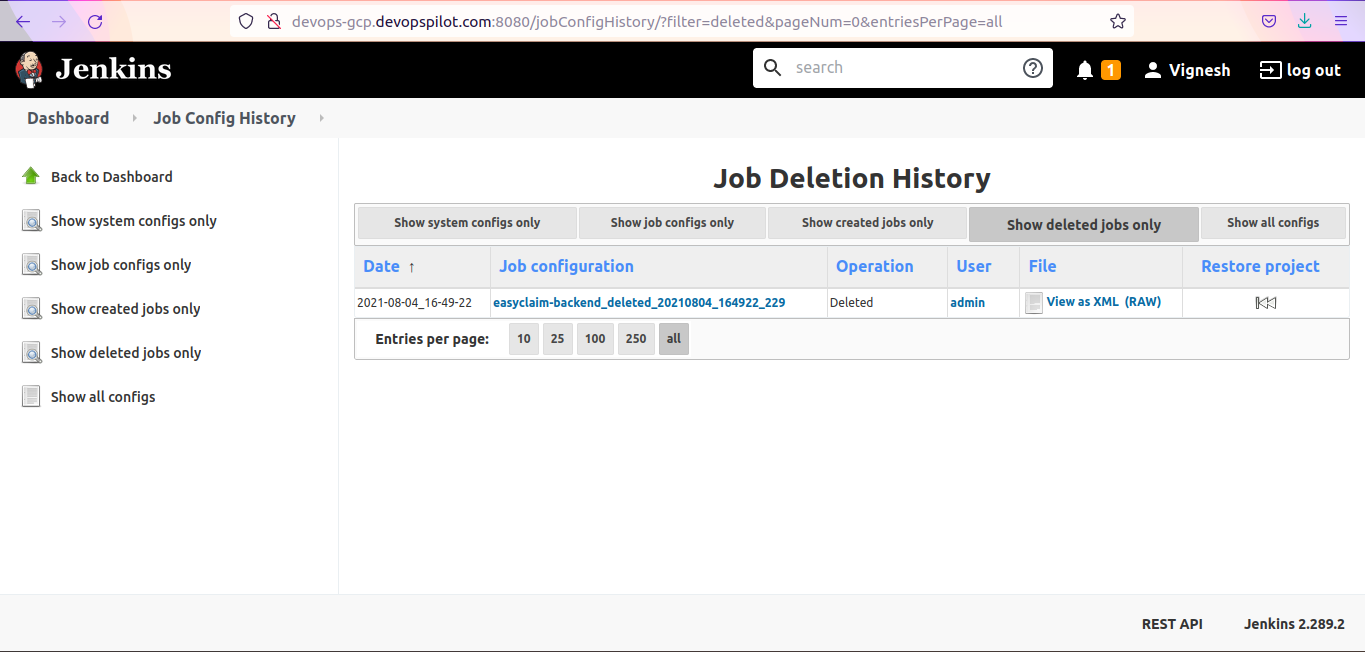 devops-gcp.devopspilot.com:8080/jobConfigHistory/?filter=deleted&pageNum=0&entriesPerPage=all
Jenkins
search
1
Vignesh
log out
Dashboard
Job Config History
Back to Dashboard
Show system configs only
Show job configs only
Show created jobs only
Show deleted jobs only
Show all configs
Job Deletion History
Show system configs only Show job configs only Show created jobs only Show deleted jobs only Show all configs
Date ↑ Job configuration Operation User File Restore project
2021-08-04_16-49-22 easyclaim-backend_deleted_20210804_164922_229 Deleted admin View as XML (RAW)
Entries per page: 10 25 100 250 all
REST API Jenkins 2.289.2